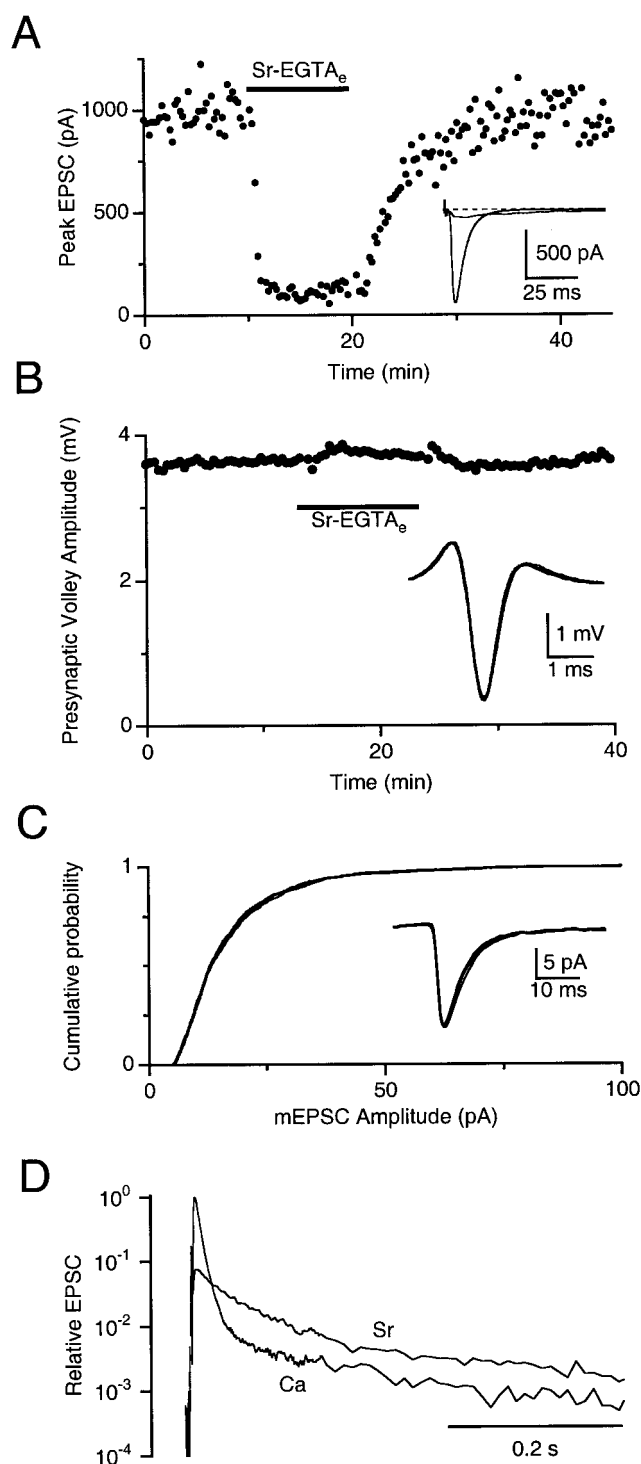 A
Sr-EGTAe
1000
500
0
Peak EPSC (pA)
500 pA
25 ms
0
20
40
Time (min)
B
4
2
0
Presynaptic Volley Amplitude (mV)
Sr-EGTAe
1 mV
1 ms
0
20
40
Time (min)
C
1
0
Cumulative probability
5 pA
10 ms
0
50
100
mEPSC Amplitude (pA)
D
10⁰
10⁻¹
10⁻²
10⁻³
10⁻⁴
Relative EPSC
Sr
Ca
0.2 s